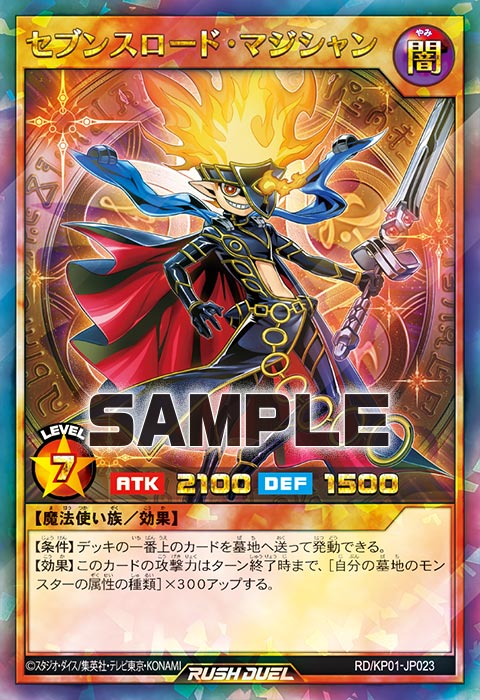 セブンスロード・マジシャン
やみ
闇
SAMPLE
LEVEL
7
ATK 2100 DEF 1500
【魔法使い族／効果】
【条件】デッキの一番上のカードを墓地へ送って発動できる。
【効果】このカードの攻撃力はターン終了時まで、［自分の墓地のモン
スターの属性の種類］×300アップする。
©スタジオ・ダイス/集英社・テレビ東京・KONAMI
RUSH DUEL
RD/KP01-JP023